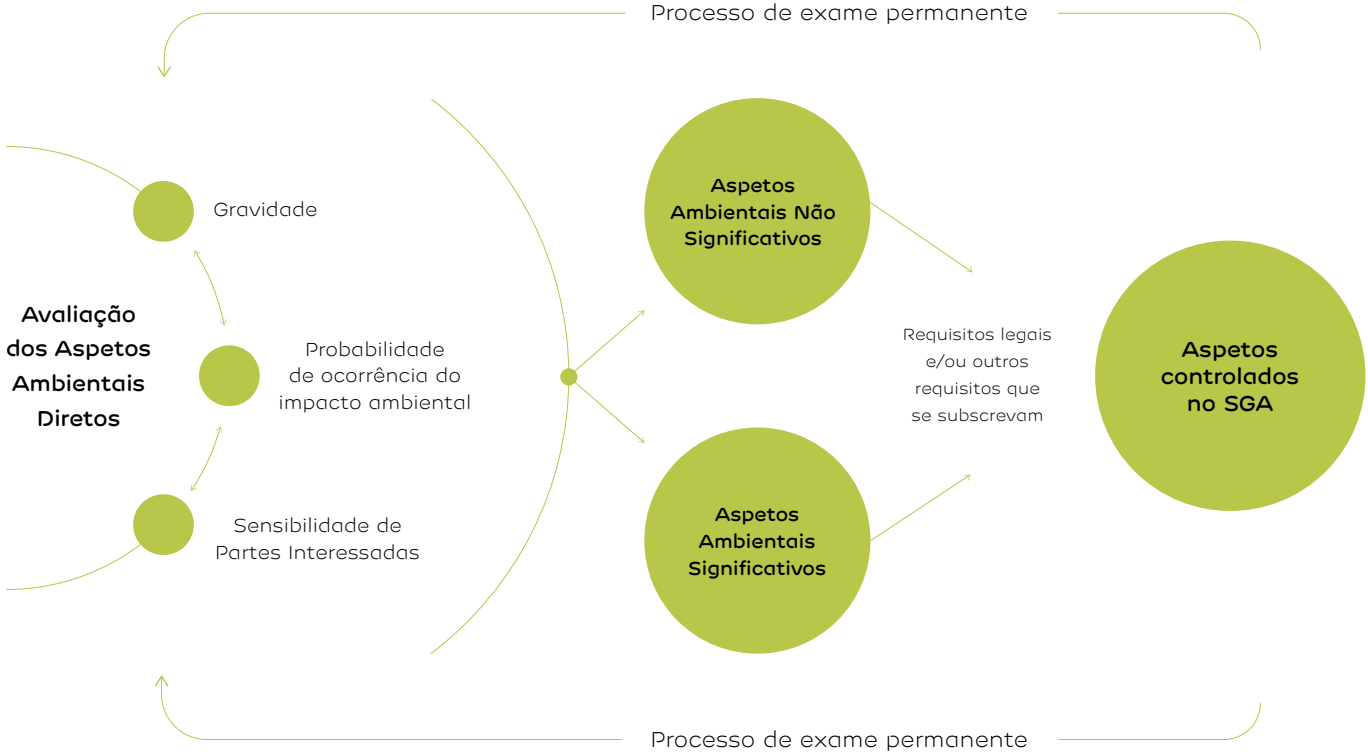 Processo de exame permanente
Avaliação
dos Aspetos
Ambientais
Diretos
Gravidade
Probabilidade
de ocorrência do
impacto ambiental
Sensibilidade de
Partes Interessadas
Aspetos
Ambientais Não
Significativos
Aspetos
Ambientais
Significativos
Requisitos legais
e/ou outros
requisitos que
se subscrevam
Aspetos
controlados
no SGA
Processo de exame permanente